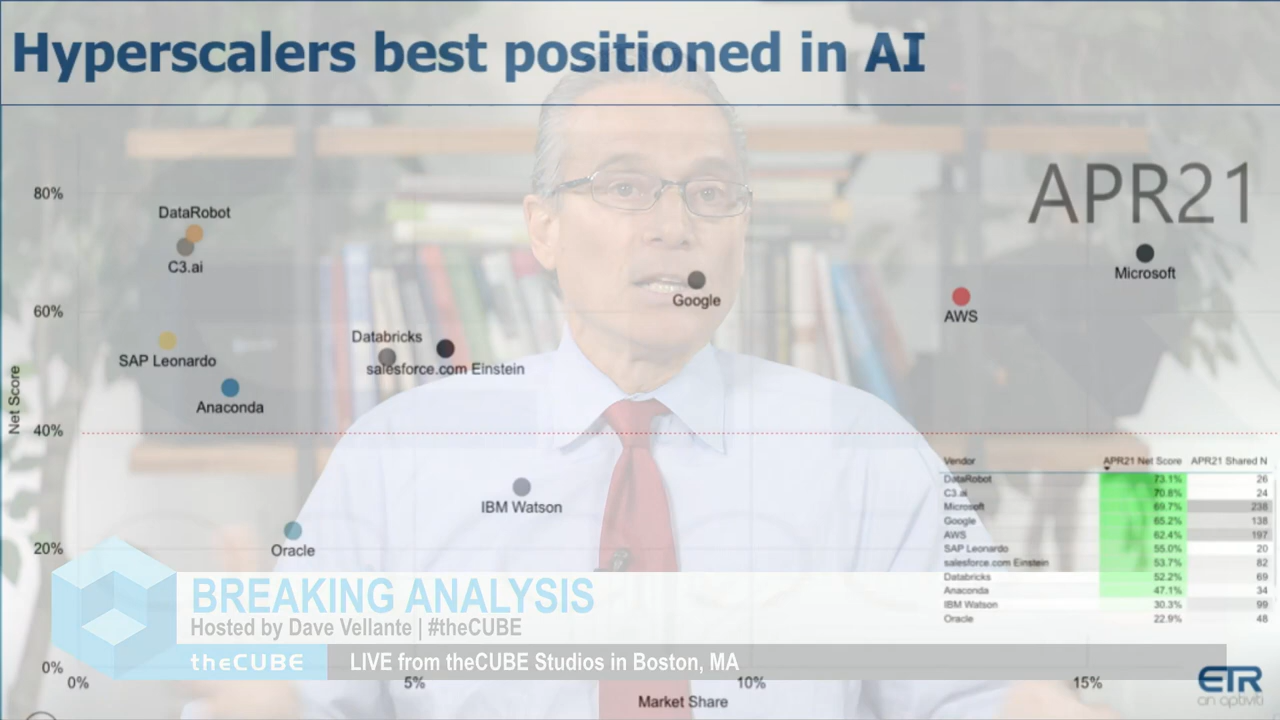 Hyperscalers best positioned in AI
APR21
80%
DataRobot
C3.ai
Microsoft
Google
60%
AWS
Databricks
SAP Leonardo
salesforce.com Einstein
Anaconda
Net Score
40%
Vendor APR21 Net Score APR21 Shared N
DataRobot 73.1% 26
C3.ai 70.8% 24
Microsoft 69.7% 238
Google 65.2% 138
AWS 62.4% 197
SAP Leonardo 55.0% 20
salesforce.com Einstein 53.7% 82
Databricks 52.2% 69
Anaconda 47.1% 34
IBM Watson 30.3% 99
Oracle 22.9% 48
IBM Watson
Oracle
20%
BREAKING ANALYSIS
Hosted by Dave Vellante | #theCUBE
theCUBE LIVE from theCUBE Studios in Boston, MA
0%
0% 5% 10% 15%
Market Share
ETR
an aptiviti